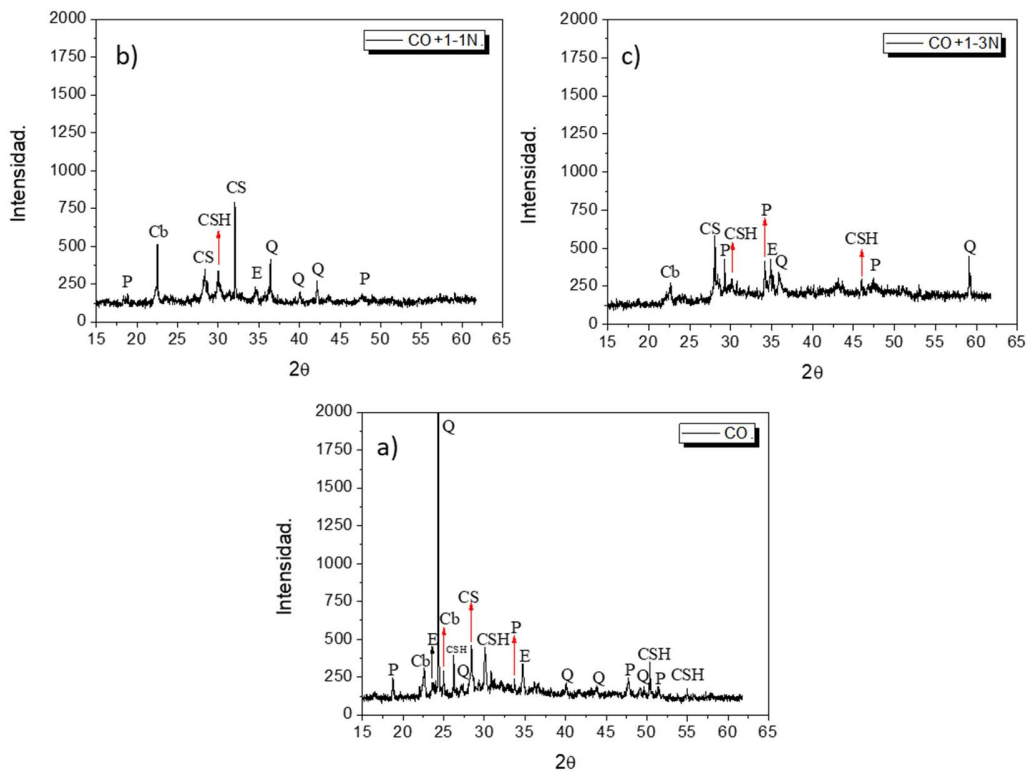 b)
CO+1-1N.
Intensidad.
2000
1750
1500
1250
1000
750
500
250
0
P
Cb
CS
CSH
CS
E
Q
Q
Q
P
15 20 25 30 35 40 45 50 55 60 65
2θ
c)
CO+1-3N
Intensidad.
2000
1750
1500
1250
1000
750
500
250
0
Cb
CS
P
CSH
P
E
Q
CSH
P
Q
15 20 25 30 35 40 45 50 55 60 65
2θ
a)
CO.
Intensidad.
2000
1750
1500
1250
1000
750
500
250
0
P
Cb
E
Q
Cb
CSH
Q
CS
CSH
P
E
Q
Q
P
Q
CSH
P
CSH
15 20 25 30 35 40 45 50 55 60 65
2θ